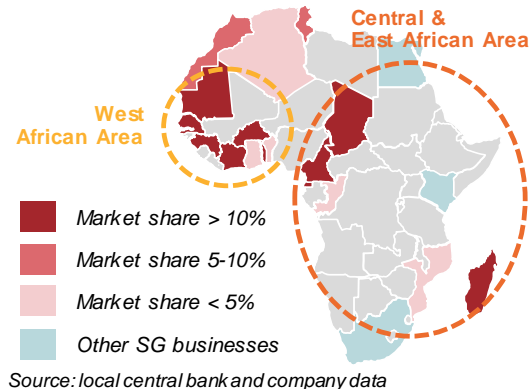 Central &
East African Area
West
African Area
Market share > 10%
Market share 5-10%
Market share < 5%
Other SG businesses
Source: local central bank and company data